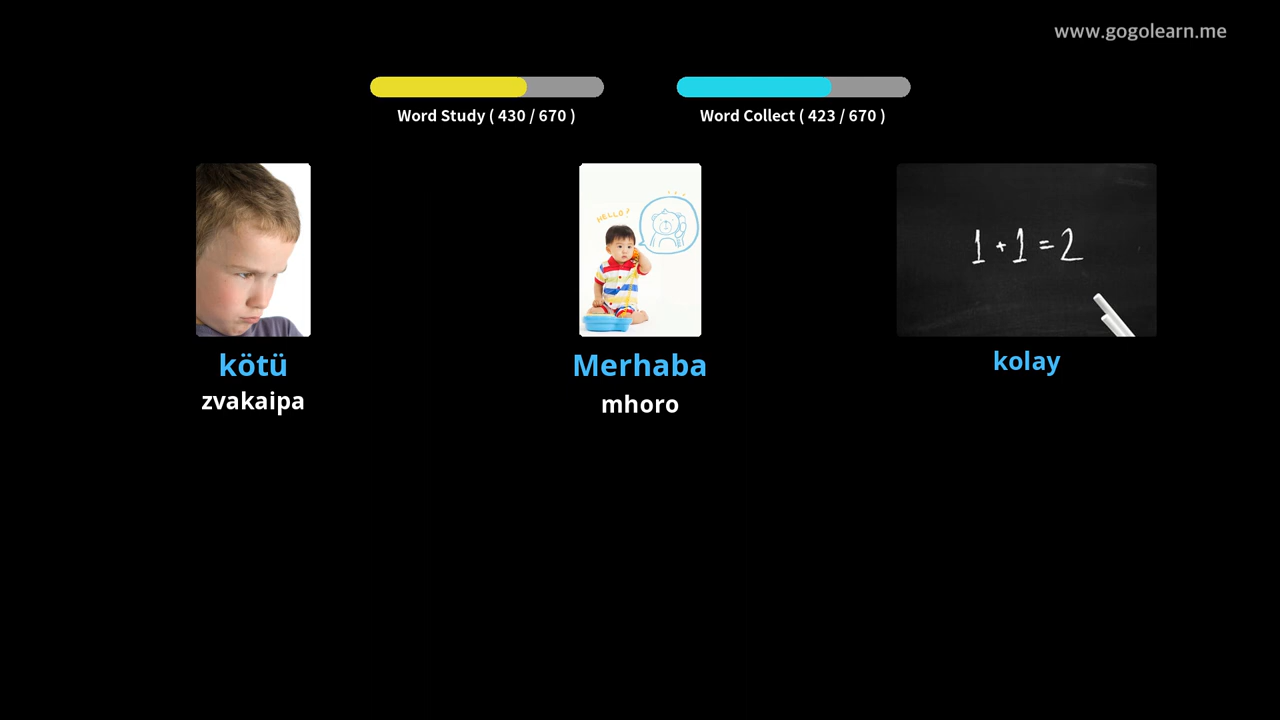 www.gogolearn.me
Word Study ( 430 / 670 )
Word Collect ( 423 / 670 )
HELLO?
1 + 1 = 2
kötü
Merhaba
kolay
zvakaipa
mhoro